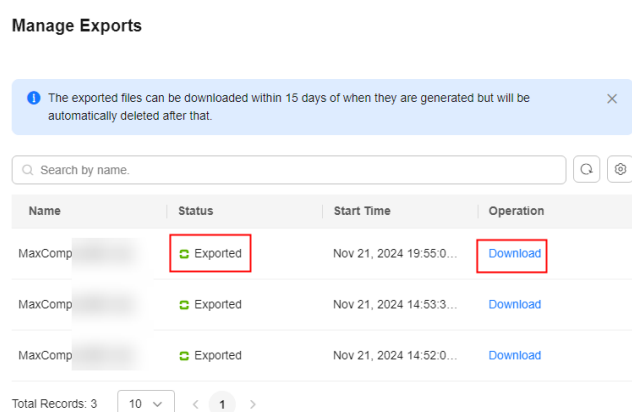 Manage Exports
The exported files can be downloaded within 15 days of when they are generated but will be
automatically deleted after that.
Search by name.
Name Status Start Time Operation
MaxComp Exported Nov 21, 2024 19:55:0... Download
MaxComp Exported Nov 21, 2024 14:53:3... Download
MaxComp Exported Nov 21, 2024 14:52:0... Download
Total Records: 3 10 < 1 >